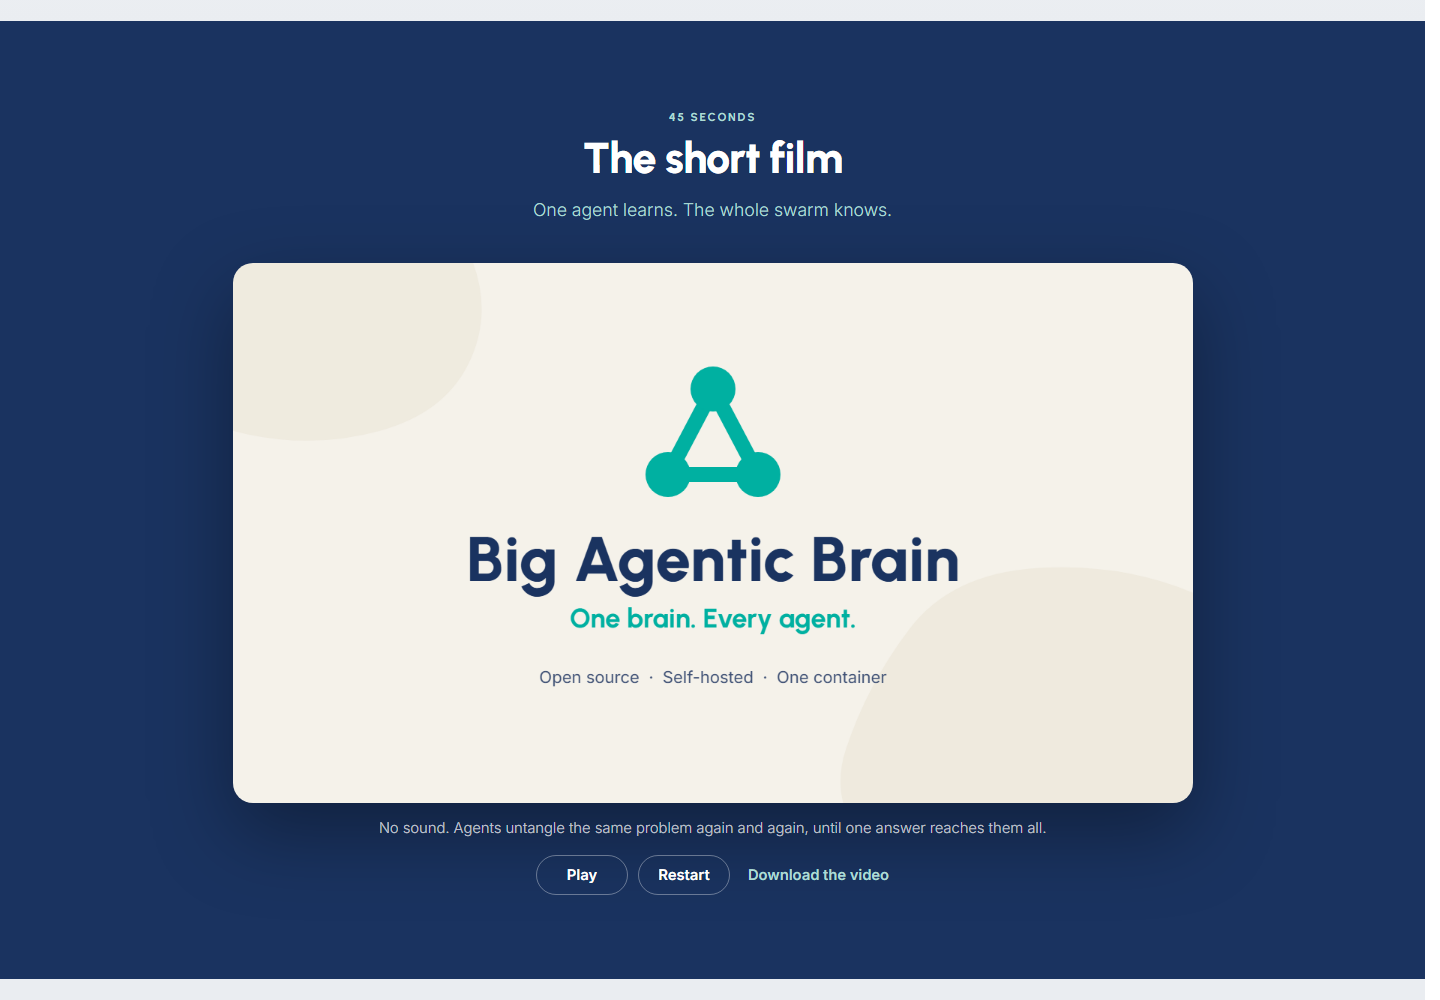 45 SECONDS
The short film
One agent learns. The whole swarm knows.
Big Agentic Brain
One brain. Every agent.
Open source · Self-hosted · One container
No sound. Agents untangle the same problem again and again, until one answer reaches them all.
Play Restart Download the video